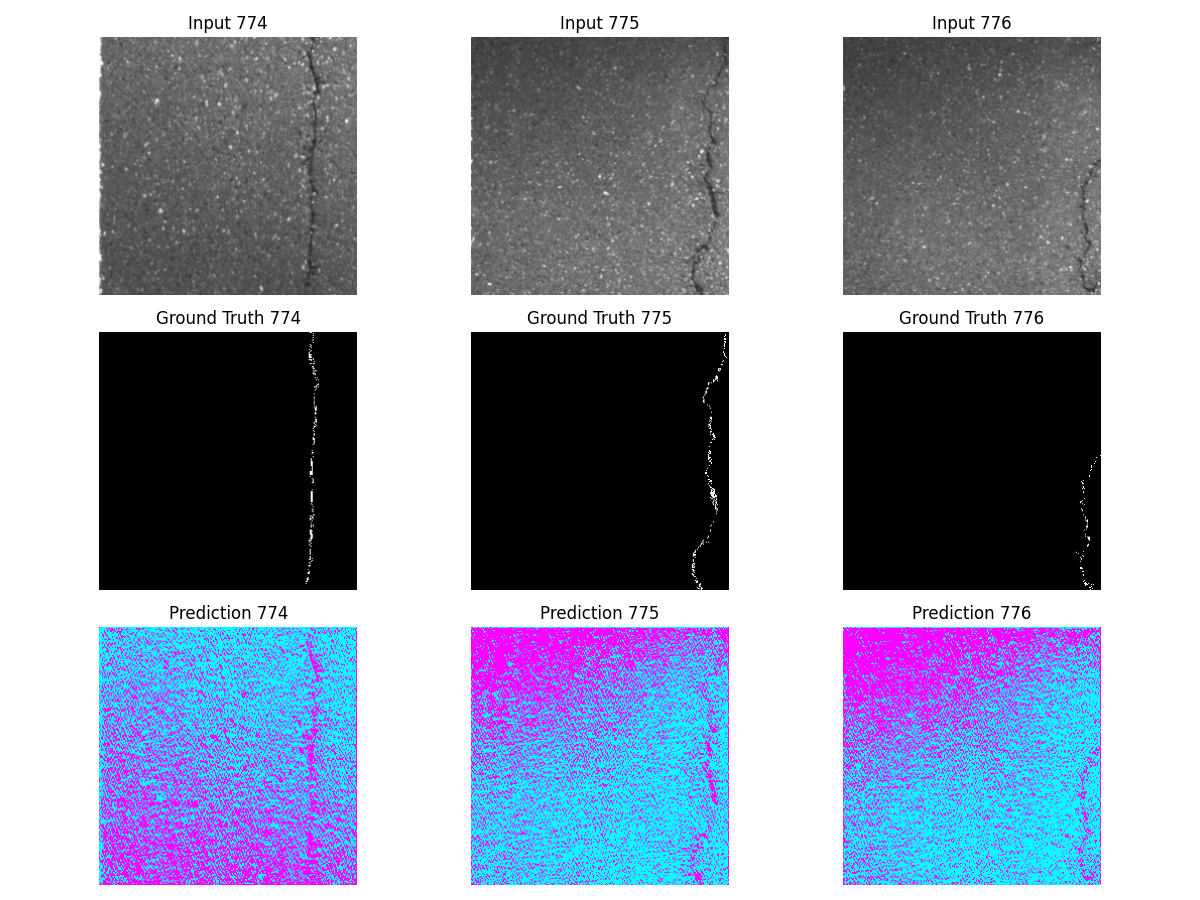 Input 774
Input 775
Input 776
Ground Truth 774
Ground Truth 775
Ground Truth 776
Prediction 774
Prediction 775
Prediction 776